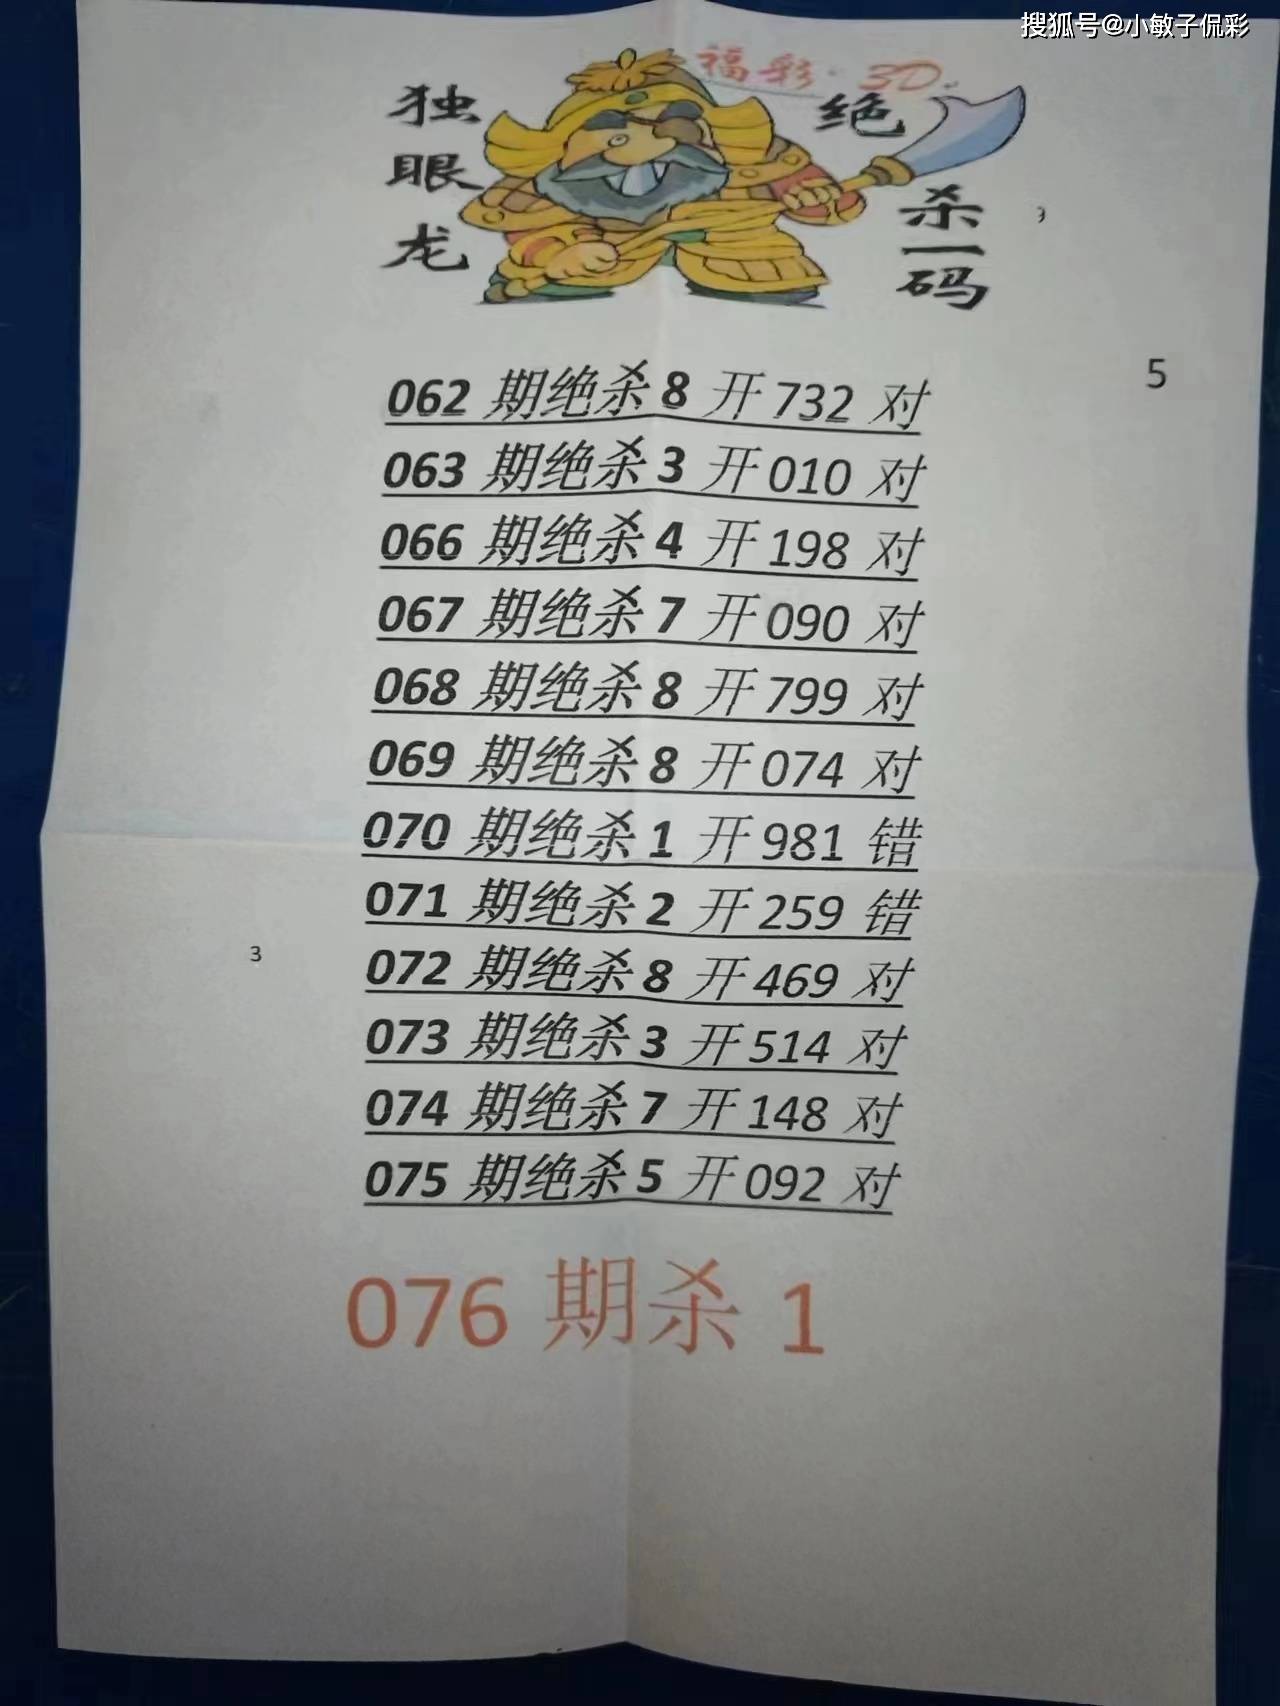 搜狐号@小敏子侃彩
福彩·3D
独眼龙
绝杀一码
9
5
062 期绝杀 8 开 732 对
063 期绝杀 3 开 010 对
066 期绝杀 4 开 198 对
067 期绝杀 7 开 090 对
068 期绝杀 8 开 799 对
069 期绝杀 8 开 074 对
070 期绝杀 1 开 981 错
071 期绝杀 2 开 259 错
3
072 期绝杀 8 开 469 对
073 期绝杀 3 开 514 对
074 期绝杀 7 开 148 对
075 期绝杀 5 开 092 对
076 期杀 1